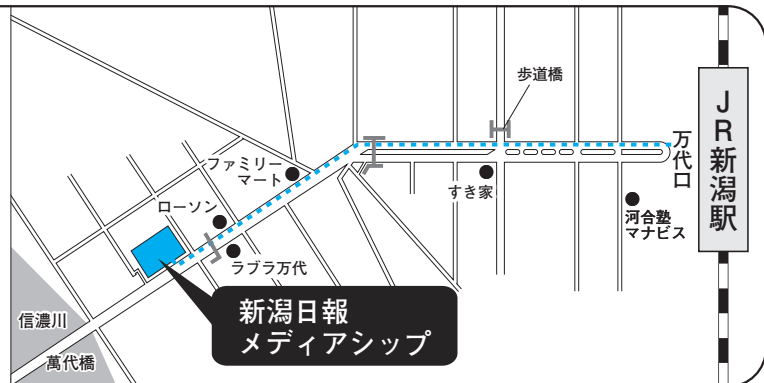 歩道橋
JR新潟駅
万代口
ファミリー
マート
すき家
河合塾
マナビス
ローソン
ラブラ万代
新潟日報
メディアシップ
信濃川
萬代橋